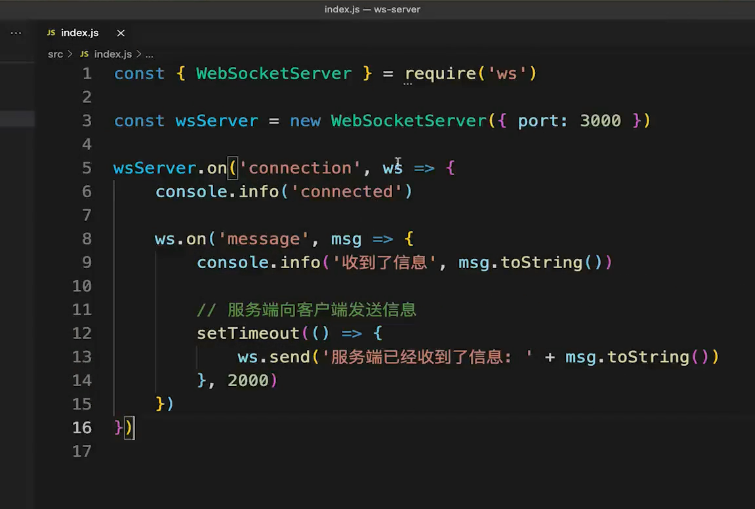 index.js — ws-server
... JS index.js ×
src > JS index.js > ...
1 const { WebSocketServer } = require('ws')
2
3 const wsServer = new WebSocketServer({ port: 3000 })
4
5 wsServer.on('connection', ws => {
6 console.info('connected')
7
8 ws.on('message', msg => {
9 console.info('收到了信息', msg.toString())
10
11 // 服务端向客户端发送信息
12 setTimeout(() => {
13 ws.send('服务端已经收到了信息: ' + msg.toString())
14 }, 2000)
15 })
16 })
17